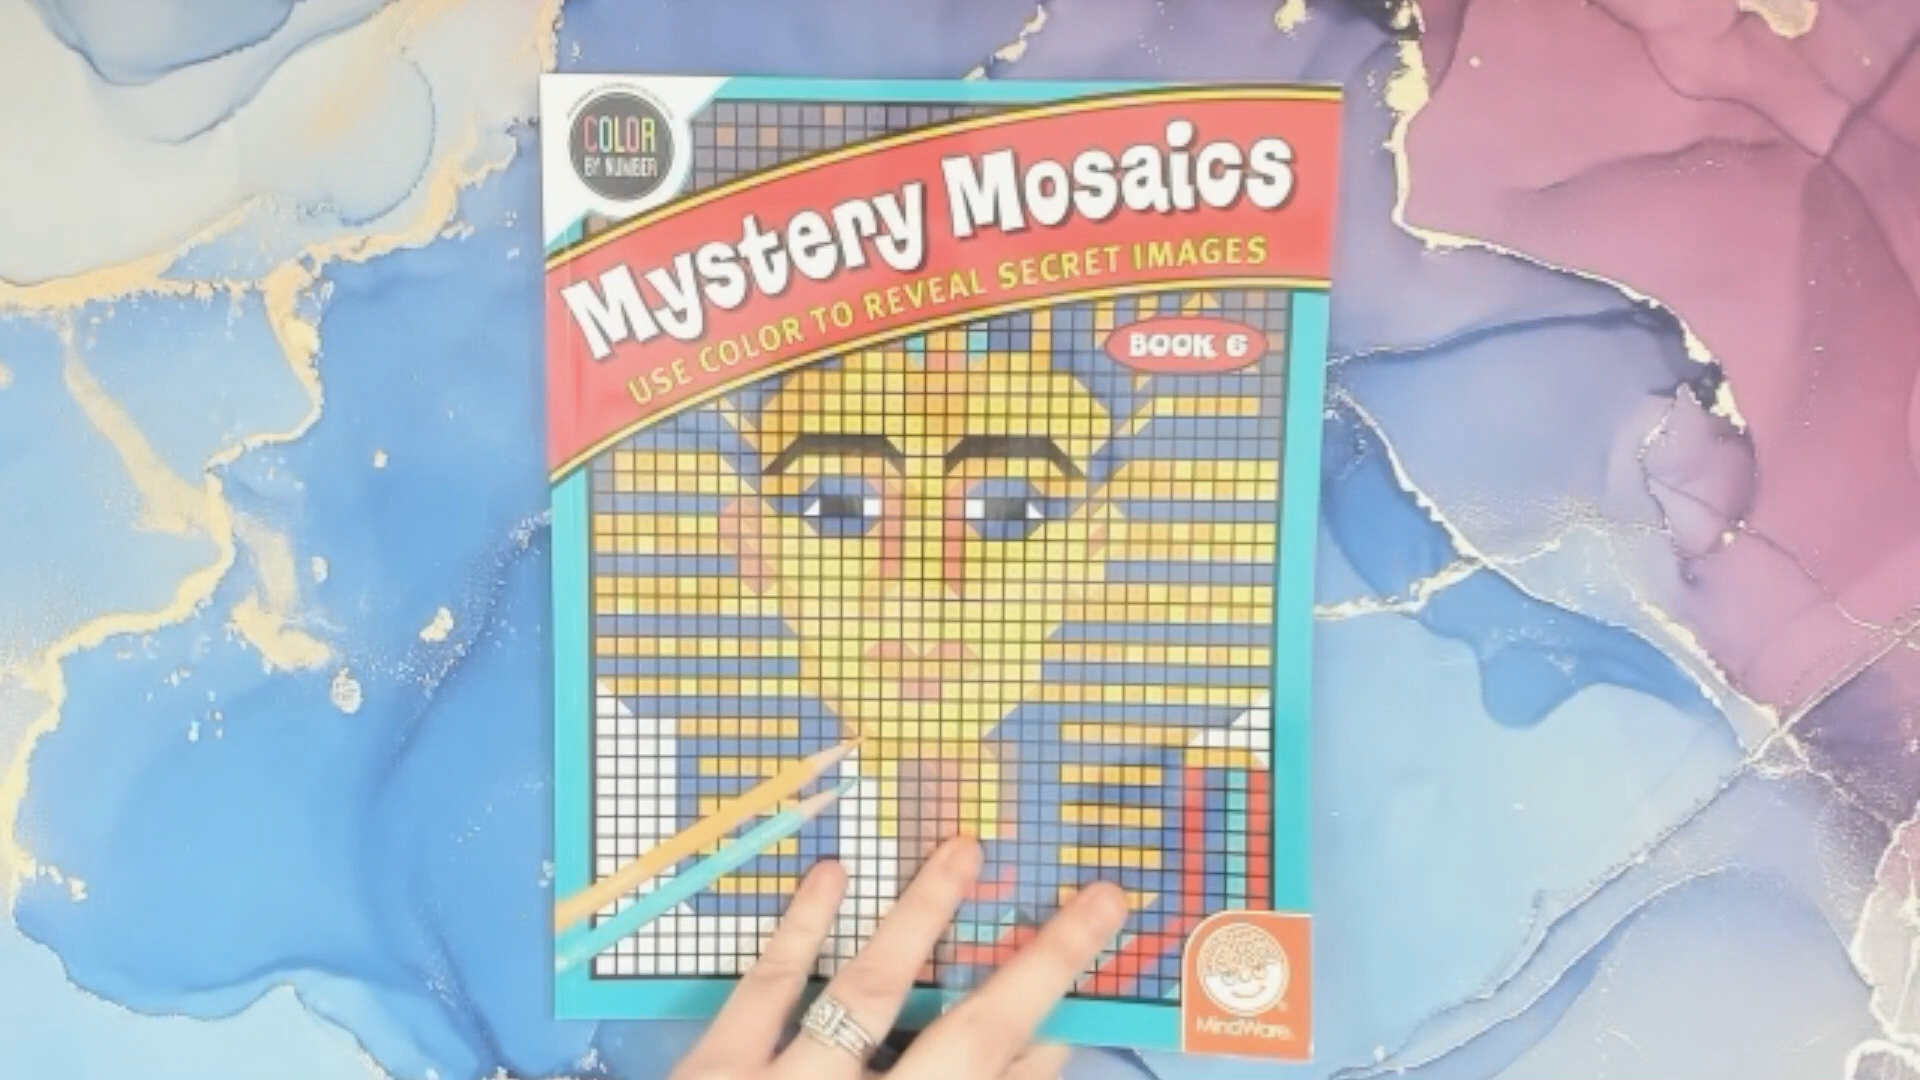 COLOR
BY NUMBER
Mystery Mosaics
USE COLOR TO REVEAL SECRET IMAGES
BOOK 6
MindWare